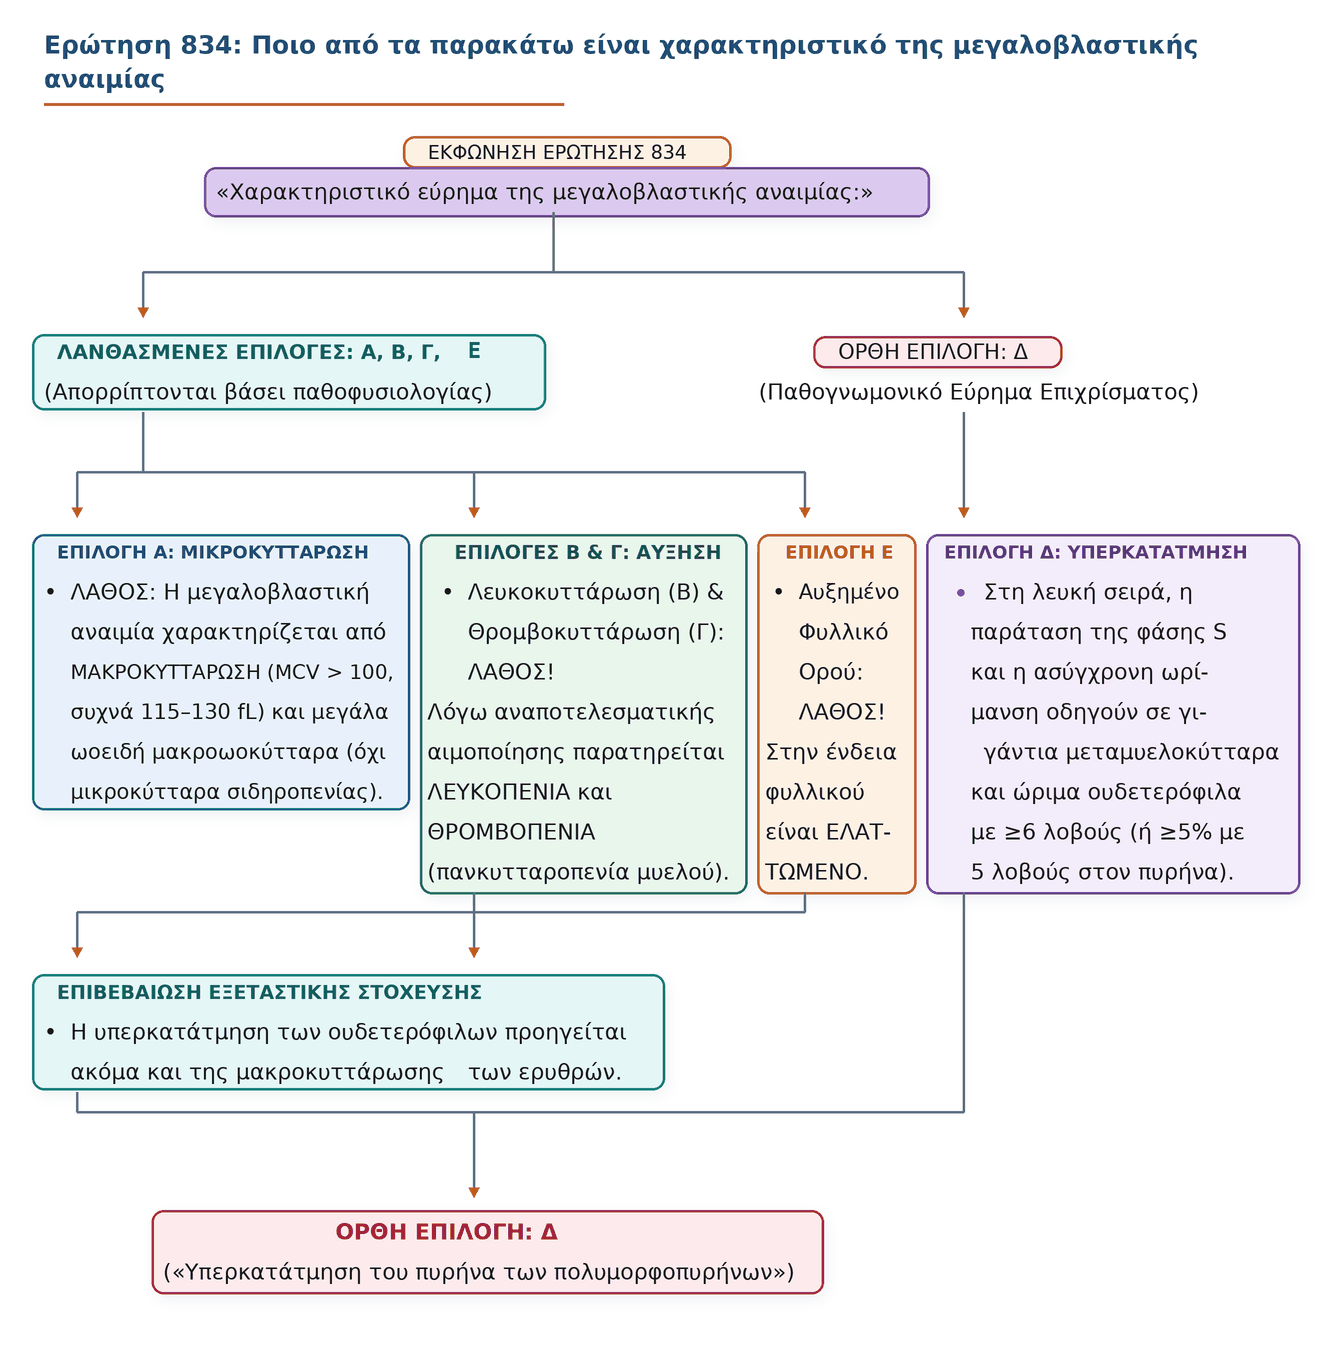 Ερώτηση 834: Ποιο από τα παρακάτω είναι χαρακτηριστικό της μεγαλοβλαστικής
αναιμίας
ΕΚΦΩΝΗΣΗ ΕΡΩΤΗΣΗΣ 834
«Χαρακτηριστικό εύρημα της μεγαλοβλαστικής αναιμίας:»
ΛΑΝΘΑΣΜΕΝΕΣ ΕΠΙΛΟΓΕΣ: Α, Β, Γ, Ε
(Απορρίπτονται βάσει παθοφυσιολογίας)
ΟΡΘΗ ΕΠΙΛΟΓΗ: Δ
(Παθογνωμονικό Εύρημα Επιχρίσματος)
ΕΠΙΛΟΓΗ Α: ΜΙΚΡΟΚΥΤΤΑΡΩΣΗ
• ΛΑΘΟΣ: Η μεγαλοβλαστική
αναιμία χαρακτηρίζεται από
ΜΑΚΡΟΚΥΤΤΑΡΩΣΗ (MCV > 100,
συχνά 115–130 fL) και μεγάλα
ωοειδή μακροωοκύτταρα (όχι
μικροκύτταρα σιδηροπενίας).
ΕΠΙΛΟΓΕΣ Β & Γ: ΑΥΞΗΣΗ
• Λευκοκυττάρωση (Β) &
Θρομβοκυττάρωση (Γ):
ΛΑΘΟΣ!
Λόγω αναποτελεσματικής
αιμοποίησης παρατηρείται
ΛΕΥΚΟΠΕΝΙΑ και
ΘΡΟΜΒΟΠΕΝΙΑ
(πανκυτταροπενία μυελού).
ΕΠΙΛΟΓΗ Ε
• Αυξημένο
Φυλλικό
Ορού:
ΛΑΘΟΣ!
Στην ένδεια
φυλλικού
είναι ΕΛΑΤ-
ΤΩΜΕΝΟ.
ΕΠΙΛΟΓΗ Δ: ΥΠΕΡΚΑΤΑΤΜΗΣΗ
• Στη λευκή σειρά, η
παράταση της φάσης S
και η ασύγχρονη ωρί-
μανση οδηγούν σε γι-
γάντια μεταμυελοκύτταρα
και ώριμα ουδετερόφιλα
με ≥6 λοβούς (ή ≥5% με
5 λοβούς στον πυρήνα).
ΕΠΙΒΕΒΑΙΩΣΗ ΕΞΕΤΑΣΤΙΚΗΣ ΣΤΟΧΕΥΣΗΣ
• Η υπερκατάτμηση των ουδετερόφιλων προηγείται
ακόμα και της μακροκυττάρωσης των ερυθρών.
ΟΡΘΗ ΕΠΙΛΟΓΗ: Δ
(«Υπερκατάτμηση του πυρήνα των πολυμορφοπυρήνων»)